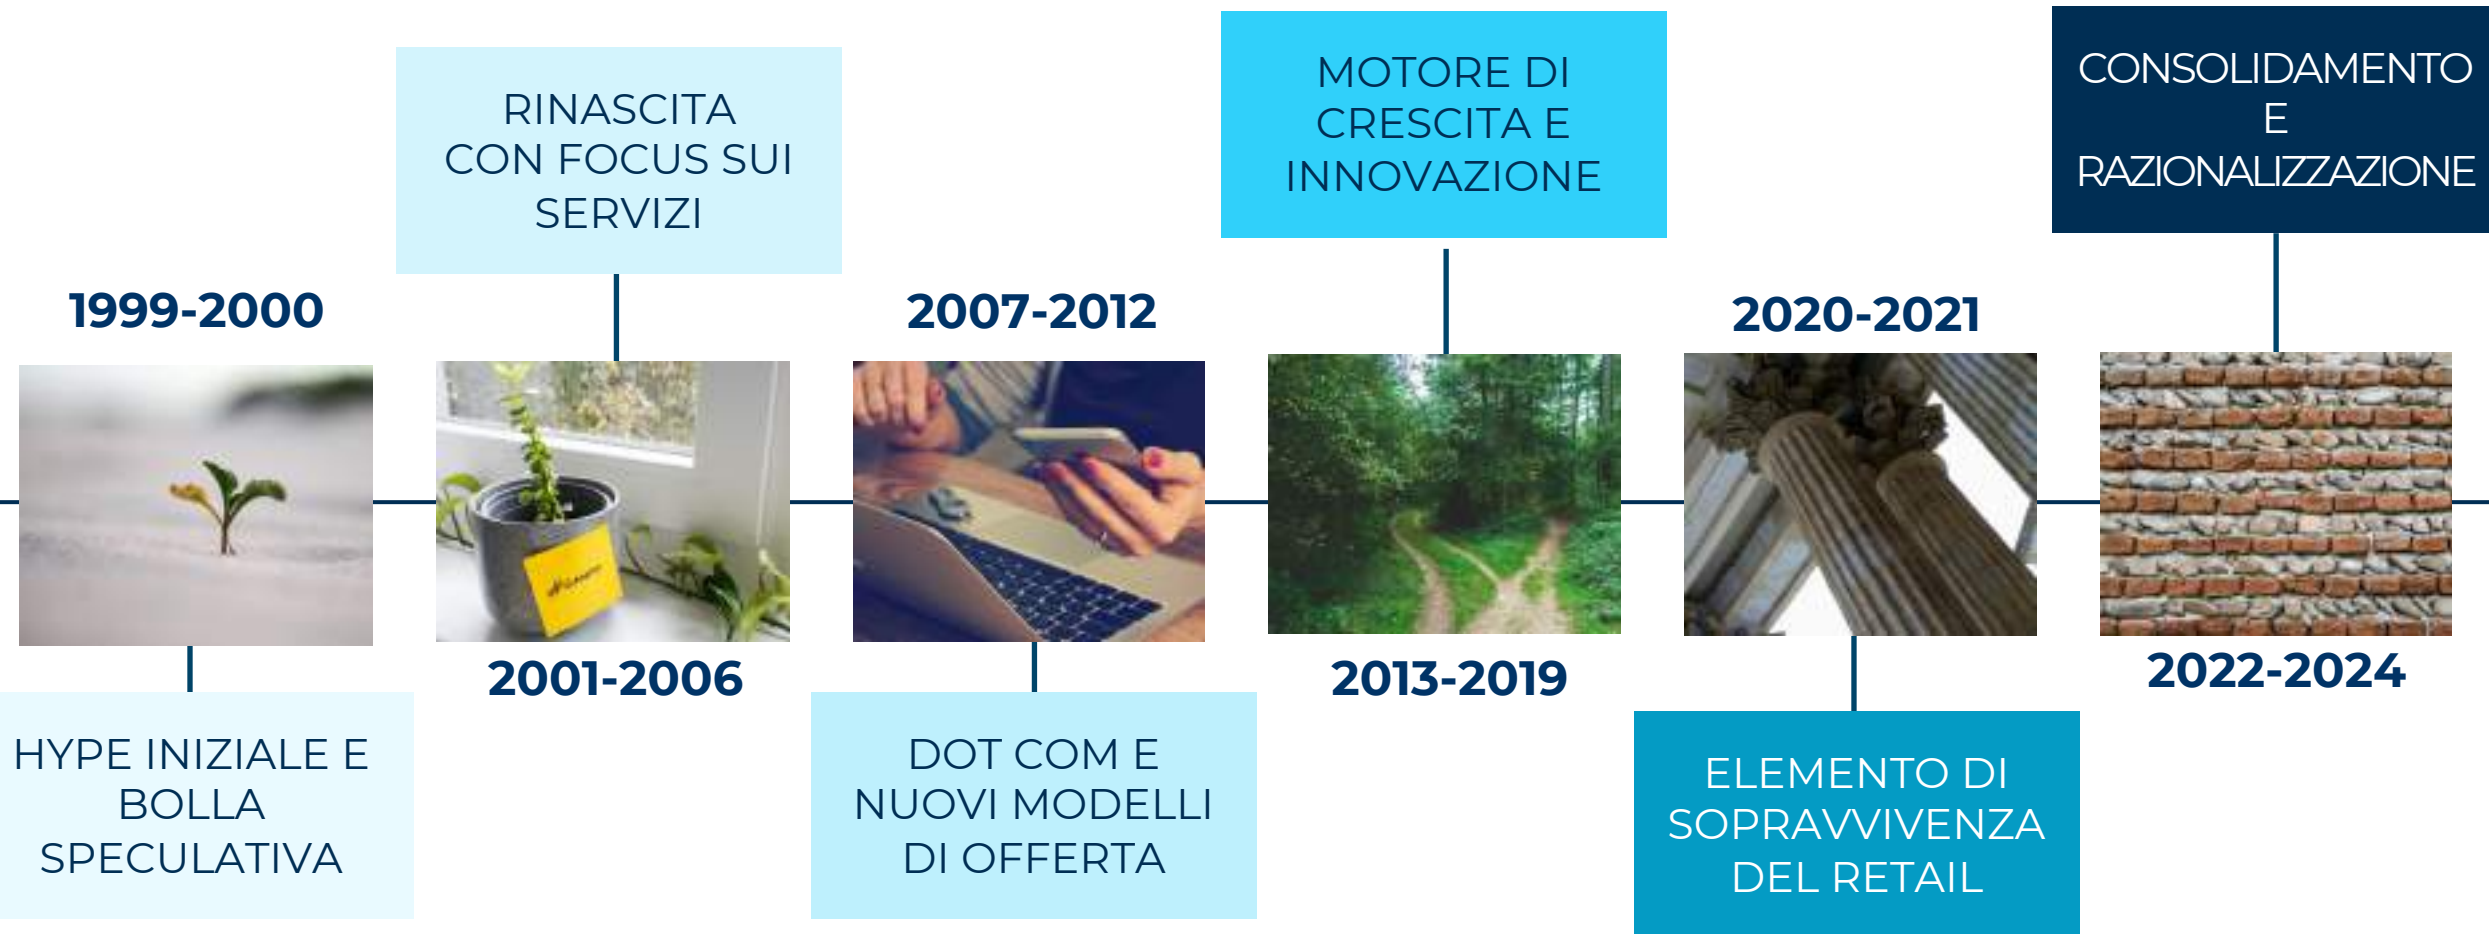 1999-2000
HYPE INIZIALE E
BOLLA
SPECULATIVA
RINASCITA
CON FOCUS SUI
SERVIZI
2001-2006
2007-2012
DOT COM E
NUOVI MODELLI
DI OFFERTA
MOTORE DI
CRESCITA E
INNOVAZIONE
2013-2019
2020-2021
ELEMENTO DI
SOPRAVVIVENZA
DEL RETAIL
CONSOLIDAMENTO
E
RAZIONALIZZAZIONE
2022-2024